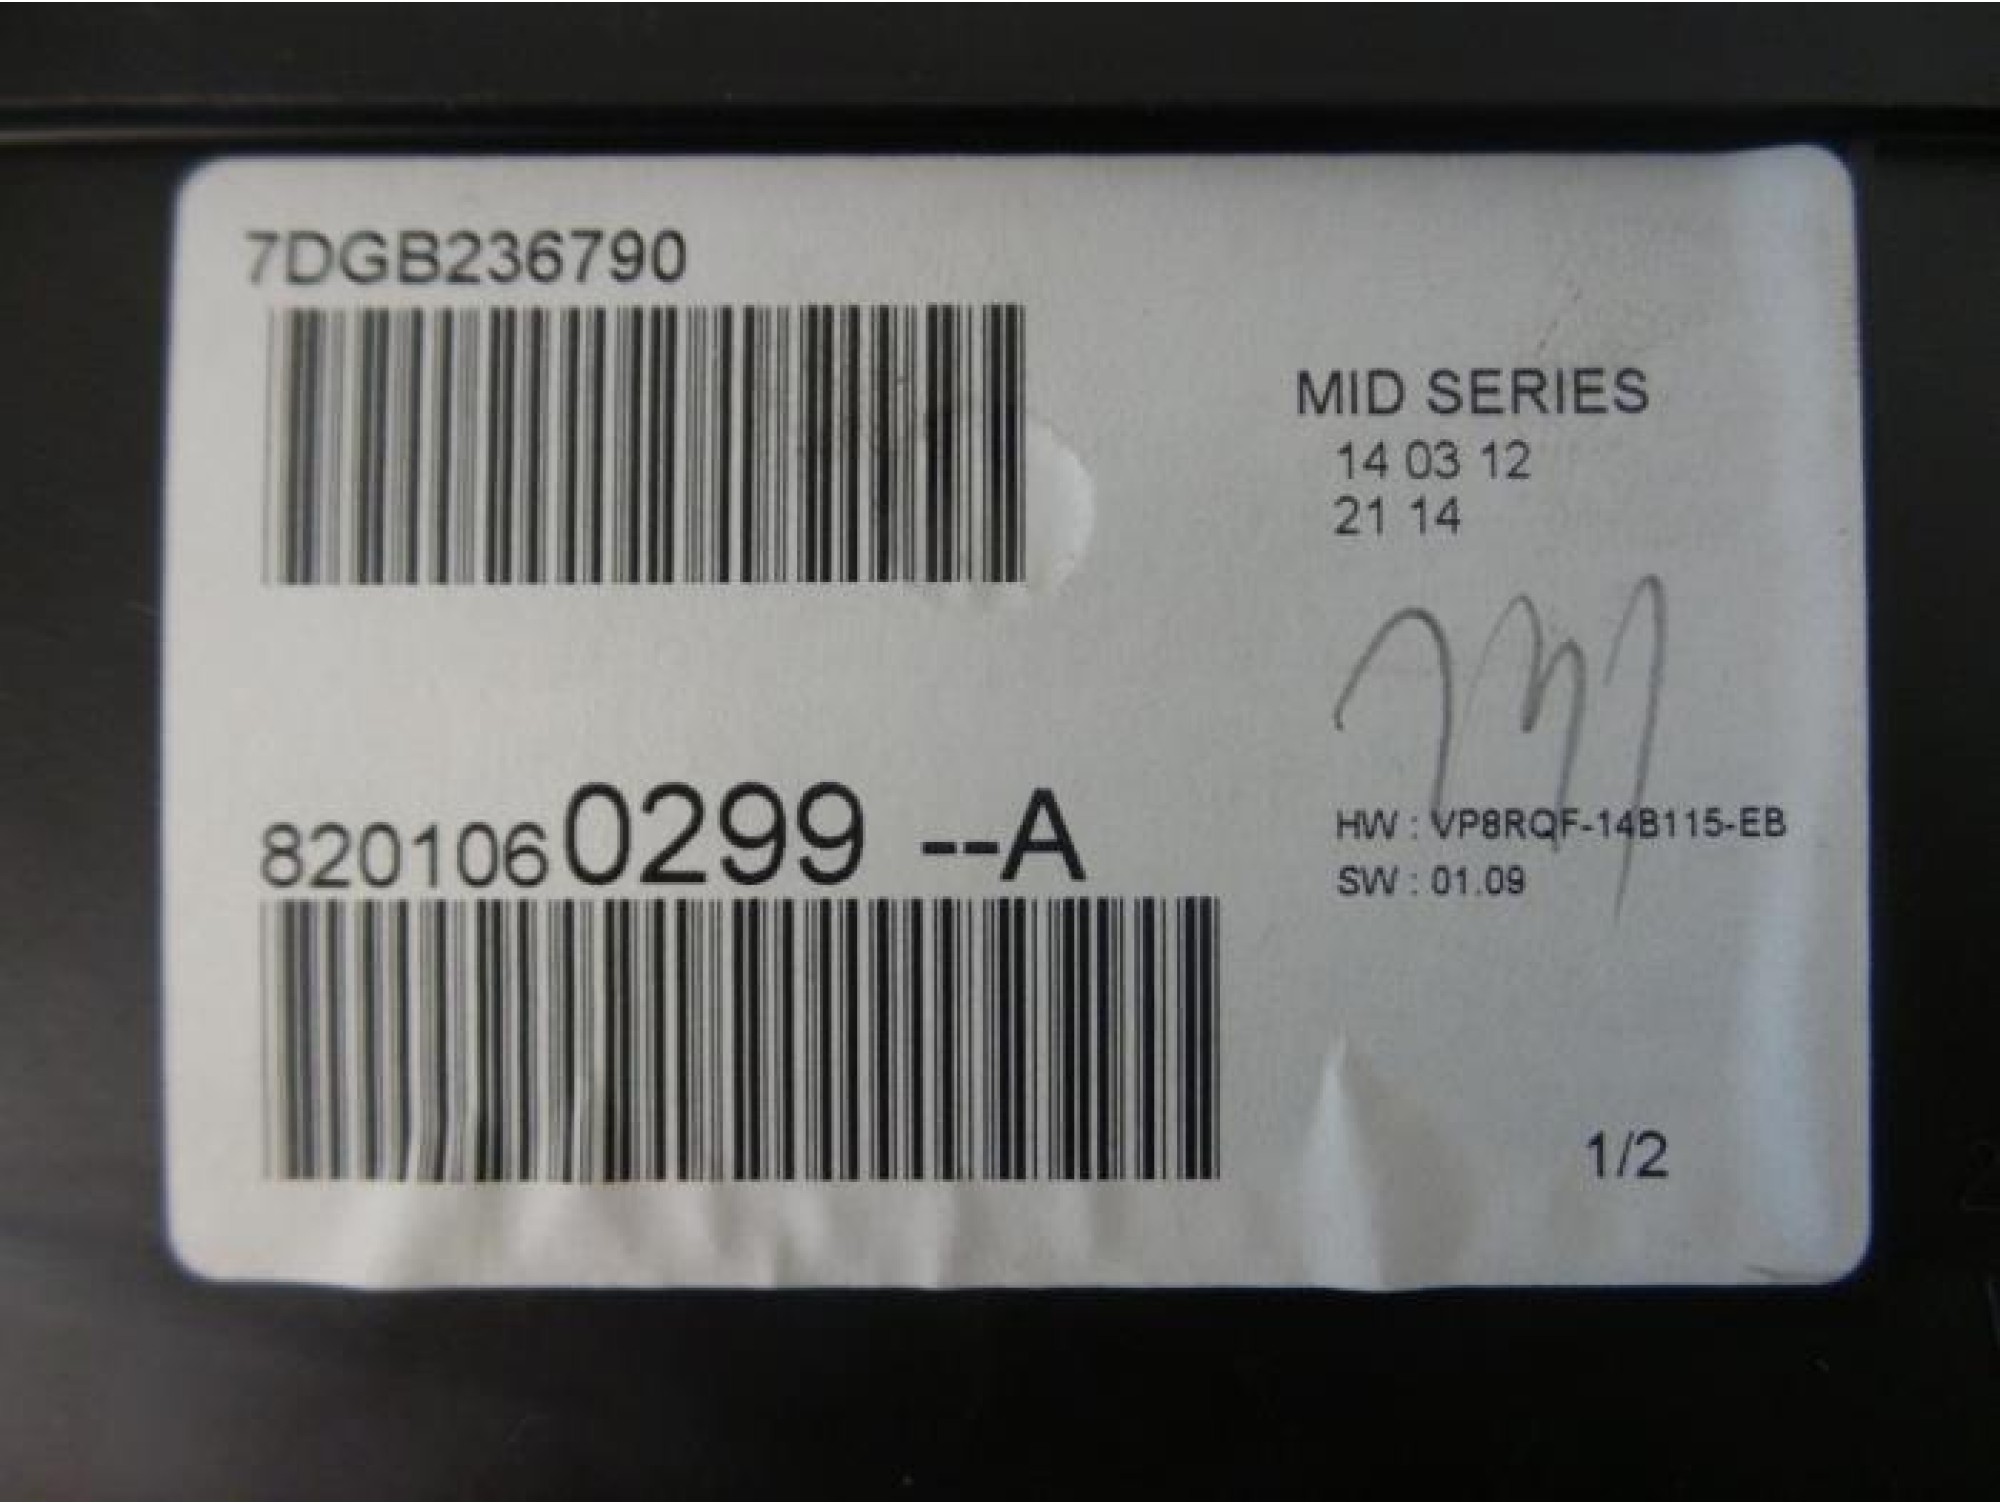 7DGB236790
MID SERIES
14 03 12
21 14
8201060299 --A
HW : VP8RQF-14B115-EB
SW : 01.09
1/2